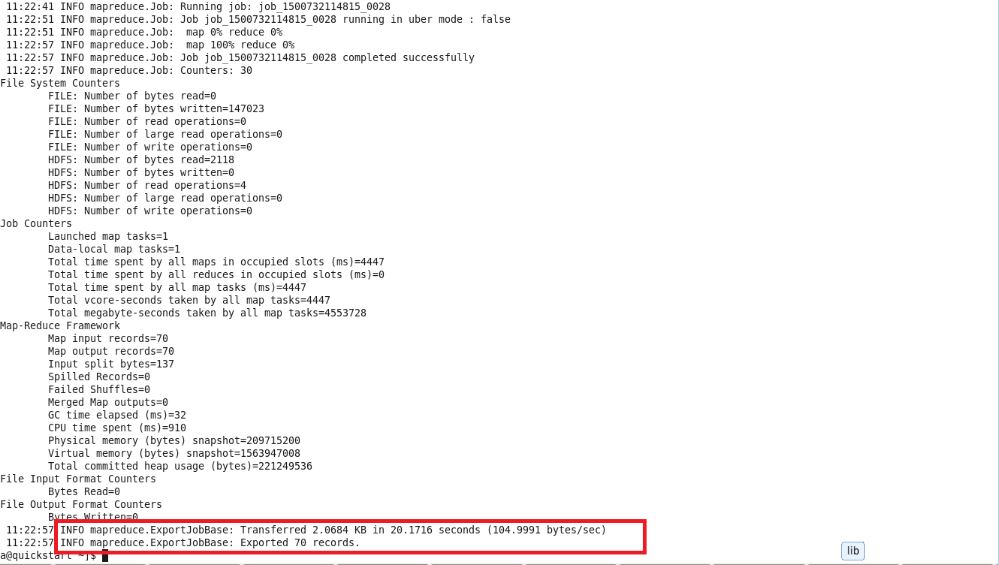 11:22:41 INFO mapreduce.Job: Running job: job_1500732114815_0028
11:22:51 INFO mapreduce.Job: Job job_1500732114815_0028 running in uber mode : false
11:22:51 INFO mapreduce.Job:  map 0% reduce 0%
11:22:57 INFO mapreduce.Job:  map 100% reduce 0%
11:22:57 INFO mapreduce.Job: Job job_1500732114815_0028 completed successfully
11:22:57 INFO mapreduce.Job: Counters: 30
File System Counters
FILE: Number of bytes read=0
FILE: Number of bytes written=147023
FILE: Number of read operations=0
FILE: Number of large read operations=0
FILE: Number of write operations=0
HDFS: Number of bytes read=2118
HDFS: Number of bytes written=0
HDFS: Number of read operations=4
HDFS: Number of large read operations=0
HDFS: Number of write operations=0
Job Counters
Launched map tasks=1
Data-local map tasks=1
Total time spent by all maps in occupied slots (ms)=4447
Total time spent by all reduces in occupied slots (ms)=0
Total time spent by all map tasks (ms)=4447
Total vcore-seconds taken by all map tasks=4447
Total megabyte-seconds taken by all map tasks=4553728
Map-Reduce Framework
Map input records=70
Map output records=70
Input split bytes=137
Spilled Records=0
Failed Shuffles=0
Merged Map outputs=0
GC time elapsed (ms)=32
CPU time spent (ms)=910
Physical memory (bytes) snapshot=209715200
Virtual memory (bytes) snapshot=1563947008
Total committed heap usage (bytes)=221249536
File Input Format Counters
Bytes Read=0
File Output Format Counters
Bytes Written=0
11:22:57 INFO mapreduce.ExportJobBase: Transferred 2.0684 KB in 20.1716 seconds (104.9991 bytes/sec)
11:22:57 INFO mapreduce.ExportJobBase: Exported 70 records.
a@quickstart ~]$
lib